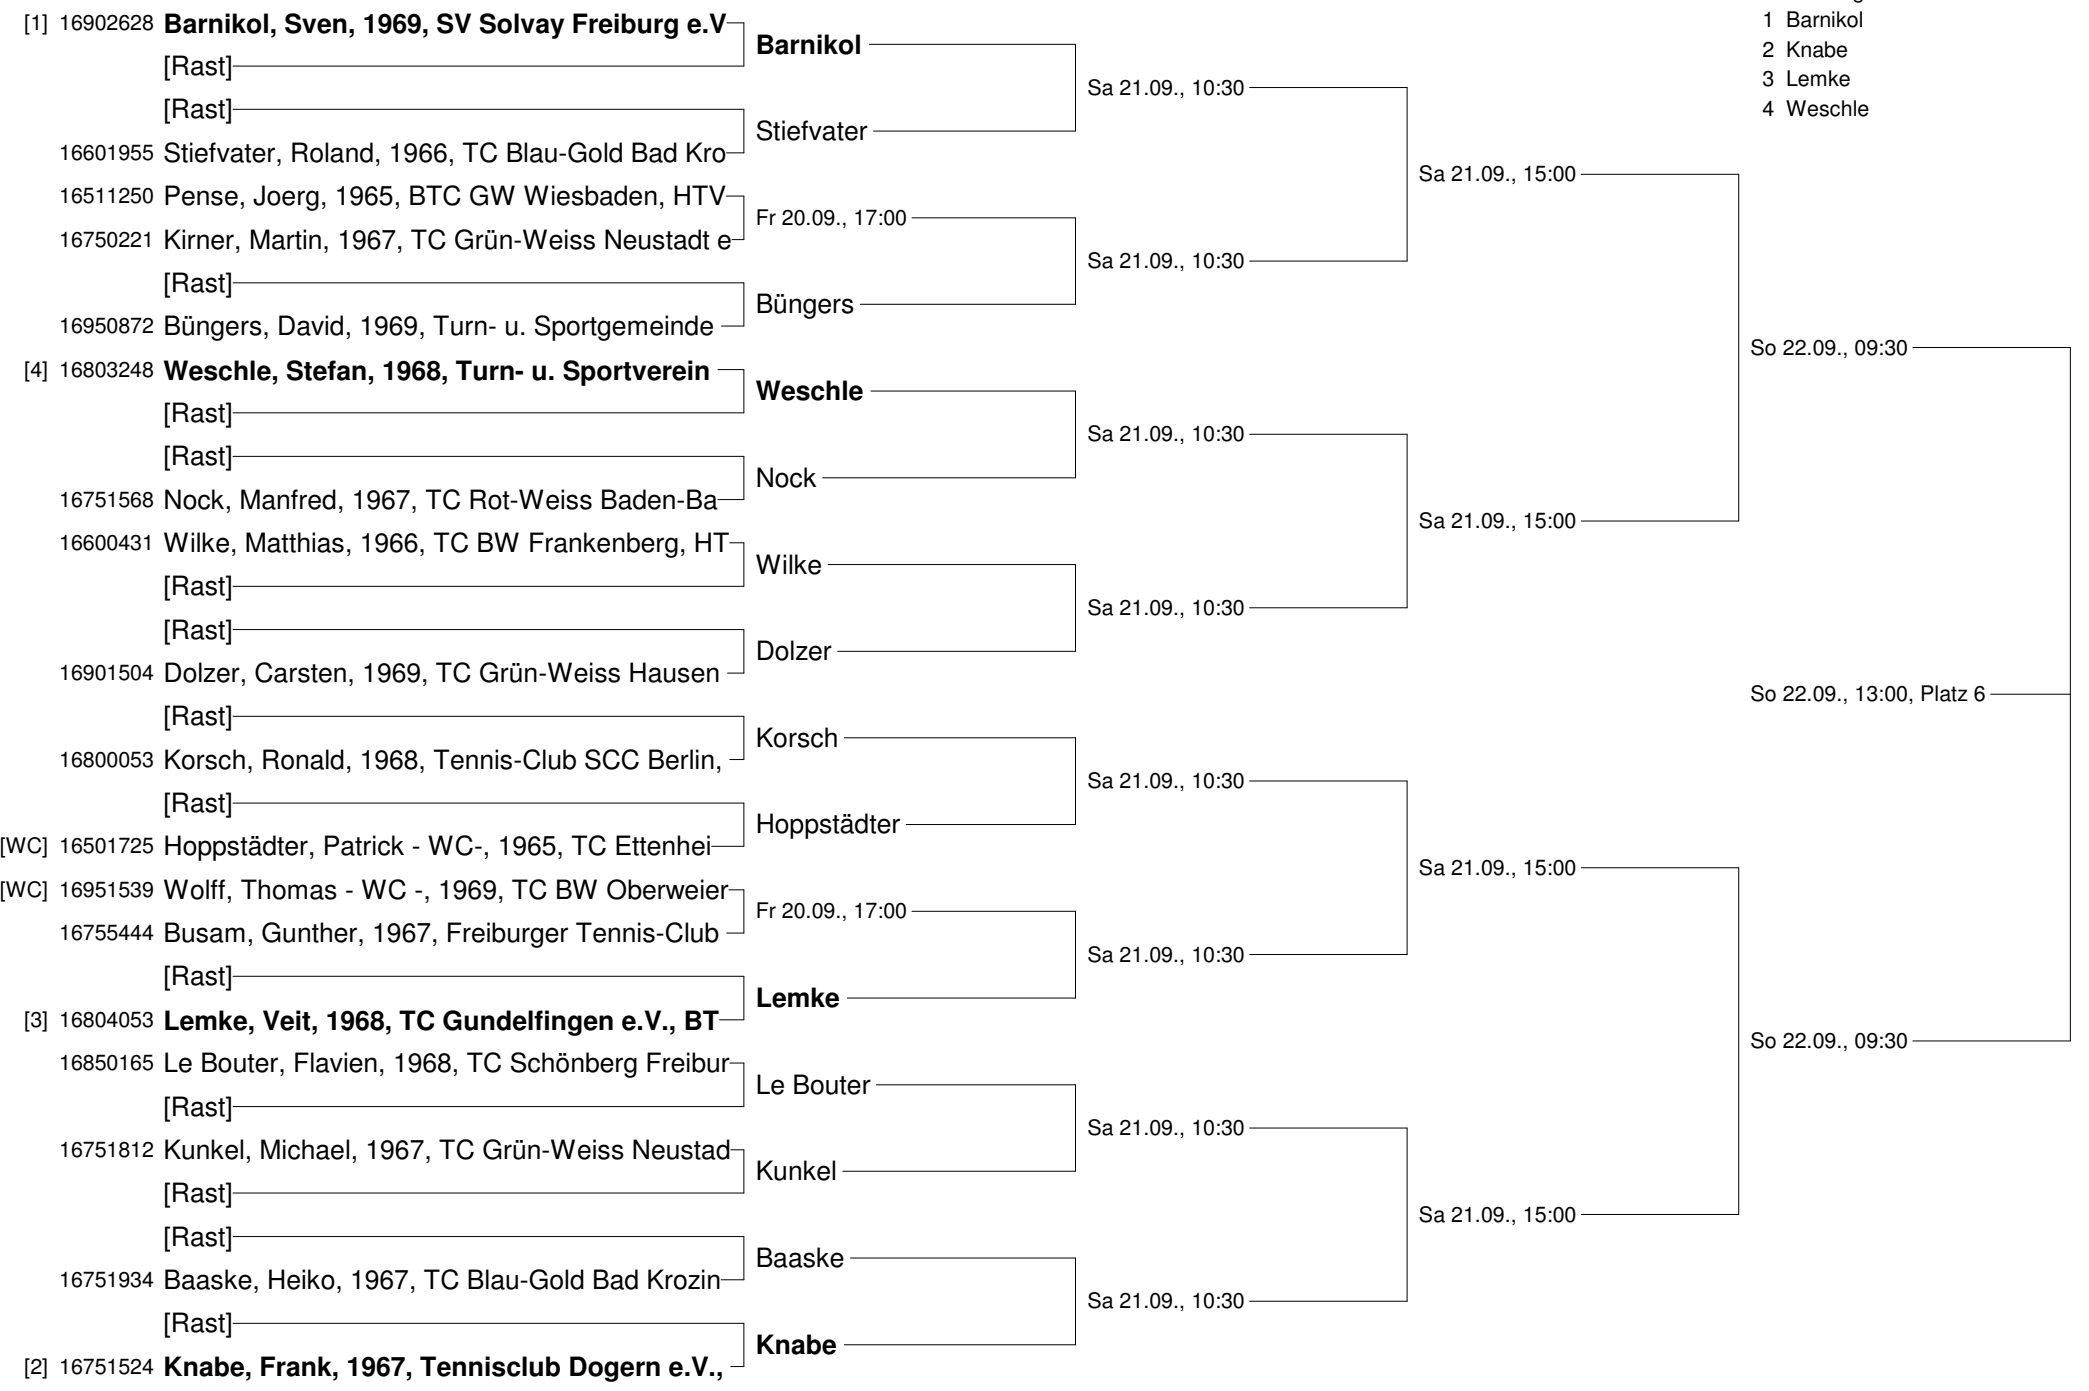 [1] 16902628 Barnikol, Sven, 1969, SV Solvay Freiburg e.V
[Rast]
[Rast]
16601955 Stiefvater, Roland, 1966, TC Blau-Gold Bad Kro
16511250 Pense, Joerg, 1965, BTC GW Wiesbaden, HTV
16750221 Kirner, Martin, 1967, TC Grün-Weiss Neustadt e
[Rast]
16950872 Büngers, David, 1969, Turn- u. Sportgemeinde
[4] 16803248 Weschle, Stefan, 1968, Turn- u. Sportverein
[Rast]
[Rast]
16751568 Nock, Manfred, 1967, TC Rot-Weiss Baden-Ba
16600431 Wilke, Matthias, 1966, TC BW Frankenberg, HT
[Rast]
[Rast]
16901504 Dolzer, Carsten, 1969, TC Grün-Weiss Hausen
[Rast]
16800053 Korsch, Ronald, 1968, Tennis-Club SCC Berlin,
[Rast]
[WC] 16501725 Hoppstädter, Patrick - WC-, 1965, TC Ettenhei
[WC] 16951539 Wolff, Thomas - WC -, 1969, TC BW Oberweier
16755444 Busam, Gunther, 1967, Freiburger Tennis-Club
[Rast]
[3] 16804053 Lemke, Veit, 1968, TC Gundelfingen e.V., BT
16850165 Le Bouter, Flavien, 1968, TC Schönberg Freibur
[Rast]
16751812 Kunkel, Michael, 1967, TC Grün-Weiss Neustad
[Rast]
[Rast]
16751934 Baaske, Heiko, 1967, TC Blau-Gold Bad Krozin
[Rast]
[2] 16751524 Knabe, Frank, 1967, Tennisclub Dogern e.V.,
Barnikol
Stiefvater
Fr 20.09., 17:00
Büngers
Weschle
Nock
Wilke
Dolzer
Korsch
Hoppstädter
Fr 20.09., 17:00
Lemke
Le Bouter
Kunkel
Baaske
Knabe
Sa 21.09., 10:30
Sa 21.09., 10:30
Sa 21.09., 10:30
Sa 21.09., 10:30
Sa 21.09., 10:30
Sa 21.09., 10:30
Sa 21.09., 10:30
Sa 21.09., 10:30
Sa 21.09., 15:00
Sa 21.09., 15:00
Sa 21.09., 15:00
Sa 21.09., 15:00
So 22.09., 09:30
So 22.09., 13:00, Platz 6
So 22.09., 09:30
1 Barnikol
2 Knabe
3 Lemke
4 Weschle